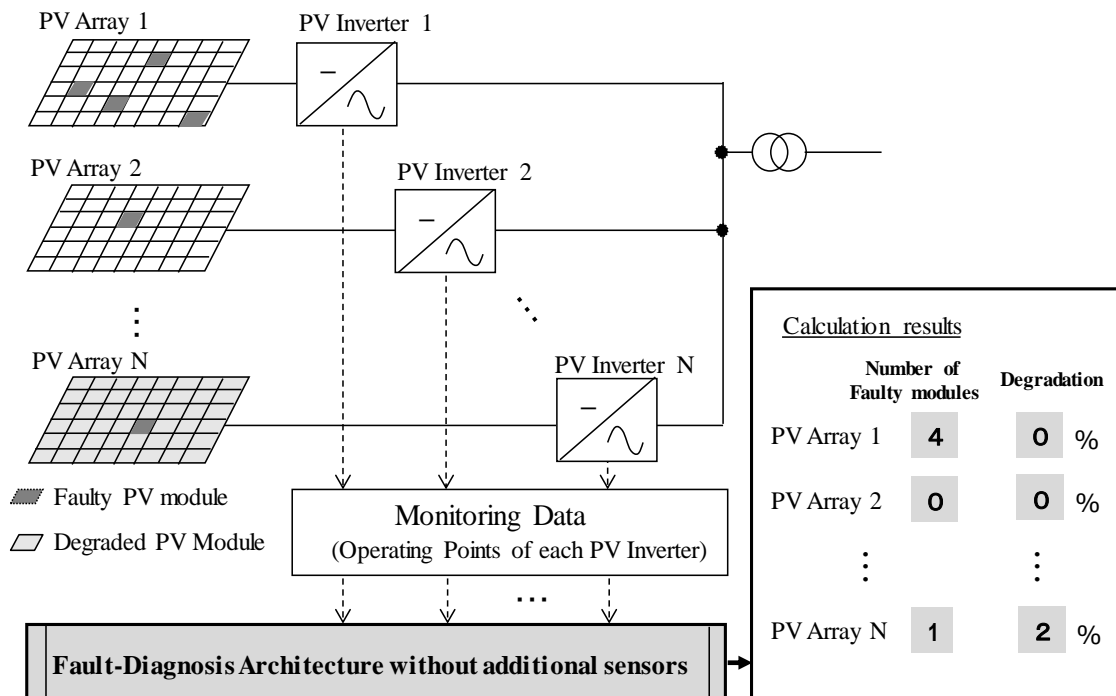 PV Array 1
PV Inverter 1
PV Array 2
PV Inverter 2
PV Array N
PV Inverter N
Faulty PV module
Degraded PV Module
Monitoring Data
(Operating Points of each PV Inverter)
...
Fault-Diagnosis Architecture without additional sensors
Calculation results
Number of
Faulty modules
Degradation
PV Array 1 4 0 %
PV Array 2 0 0 %
PV Array N 1 2 %